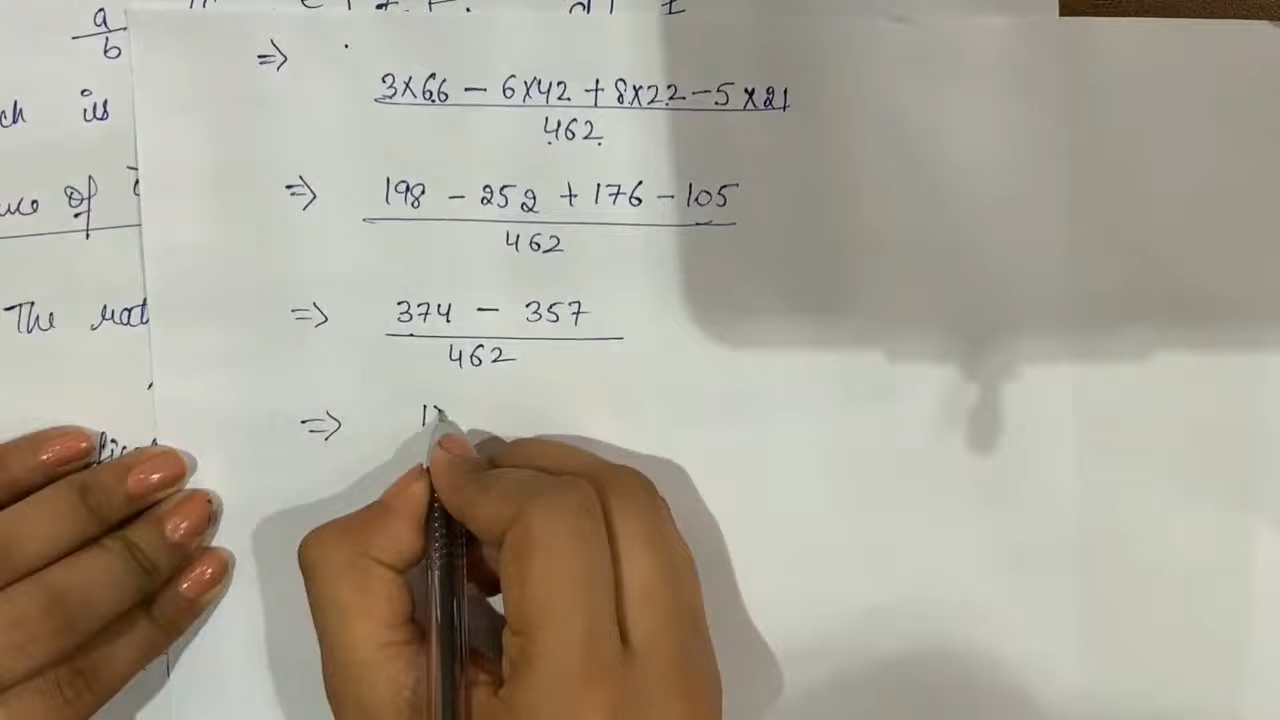 a/b
=>
(3×66 − 6×42 + 8×22 − 5×21)/462
ch is
=> (198 − 252 + 176 − 105)/462
of
=> (374 − 357)/462
The
=> 1